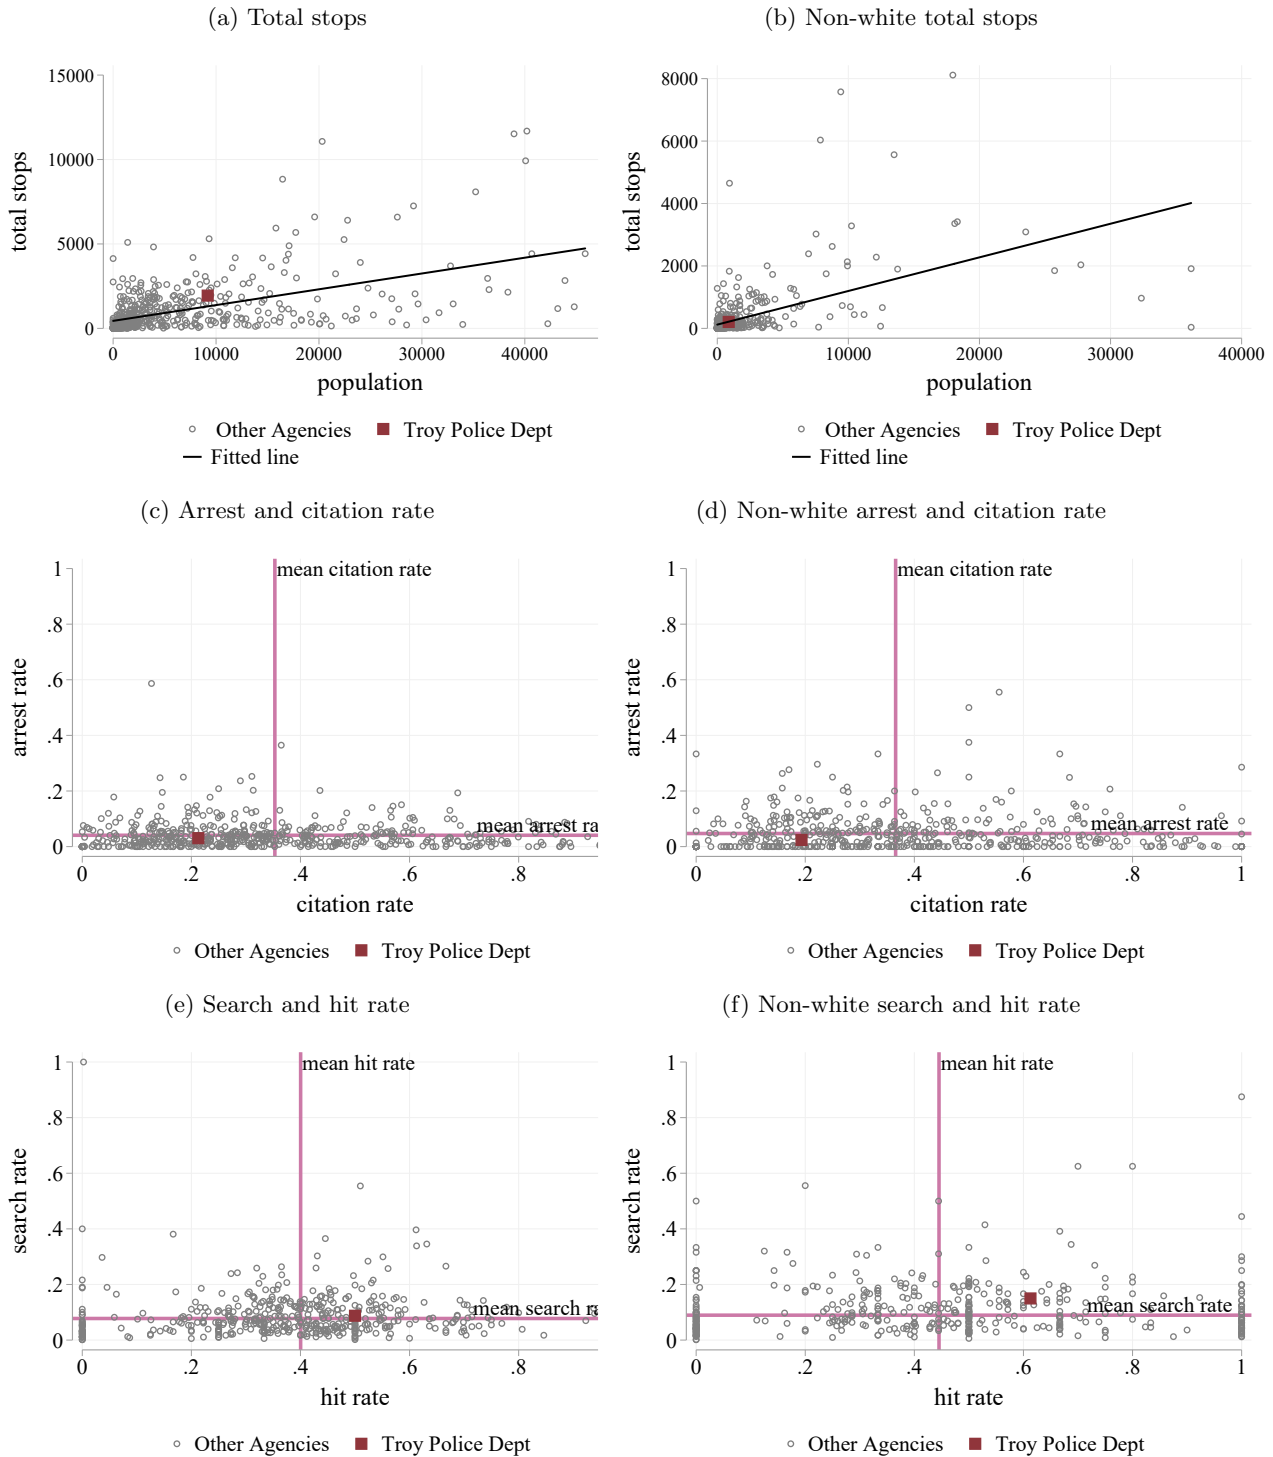 (a) Total stops
total stops
15000
10000
5000
0
0 10000 20000 30000 40000
population
Other Agencies Troy Police Dept
Fitted line
(b) Non-white total stops
total stops
8000
6000
4000
2000
0
0 10000 20000 30000 40000
population
Other Agencies Troy Police Dept
Fitted line
(c) Arrest and citation rate
arrest rate
1
.8
.6
.4
.2
0
mean citation rate
mean arrest ra
0 .2 .4 .6 .8
citation rate
Other Agencies Troy Police Dept
(d) Non-white arrest and citation rate
arrest rate
1
.8
.6
.4
.2
0
mean citation rate
mean arrest rate
0 .2 .4 .6 .8 1
citation rate
Other Agencies Troy Police Dept
(e) Search and hit rate
search rate
1
.8
.6
.4
.2
0
mean hit rate
mean search ra
0 .2 .4 .6 .8
hit rate
Other Agencies Troy Police Dept
(f) Non-white search and hit rate
search rate
1
.8
.6
.4
.2
0
mean hit rate
mean search rate
0 .2 .4 .6 .8 1
hit rate
Other Agencies Troy Police Dept